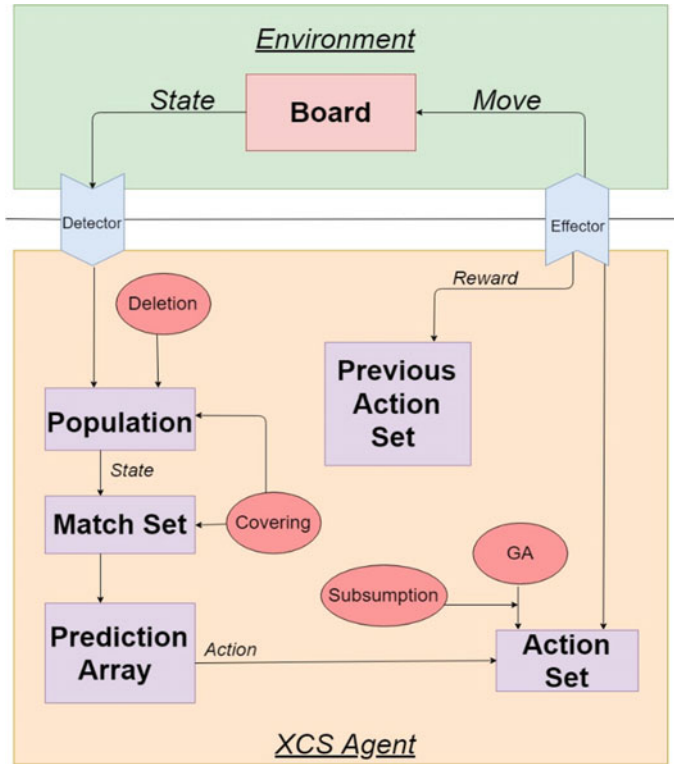 Environment
State
Board
Move
Detector
Effector
Reward
Deletion
Previous
Action
Set
Population
State
Match Set
Covering
GA
Subsumption
Prediction
Array
Action
Action
Set
XCS Agent